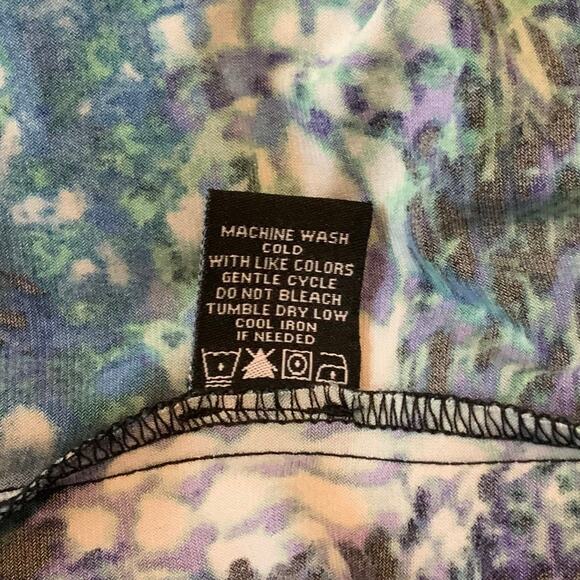 MACHINE WASH
COLD
WITH LIKE COLORS
GENTLE CYCLE
DO NOT BLEACH
TUMBLE DRY LOW
COOL IRON
IF NEEDED